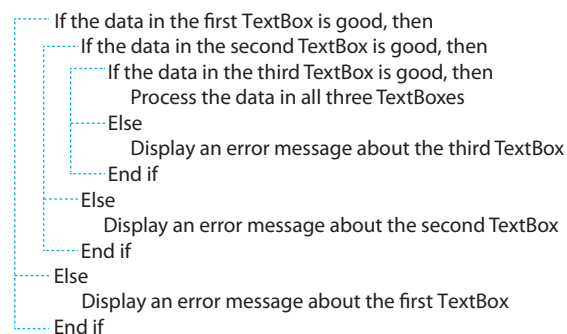 If the data in the first TextBox is good, then
If the data in the second TextBox is good, then
If the data in the third TextBox is good, then
Process the data in all three TextBoxes
Else
Display an error message about the third TextBox
End if
Else
Display an error message about the second TextBox
End if
Else
Display an error message about the first TextBox
End if